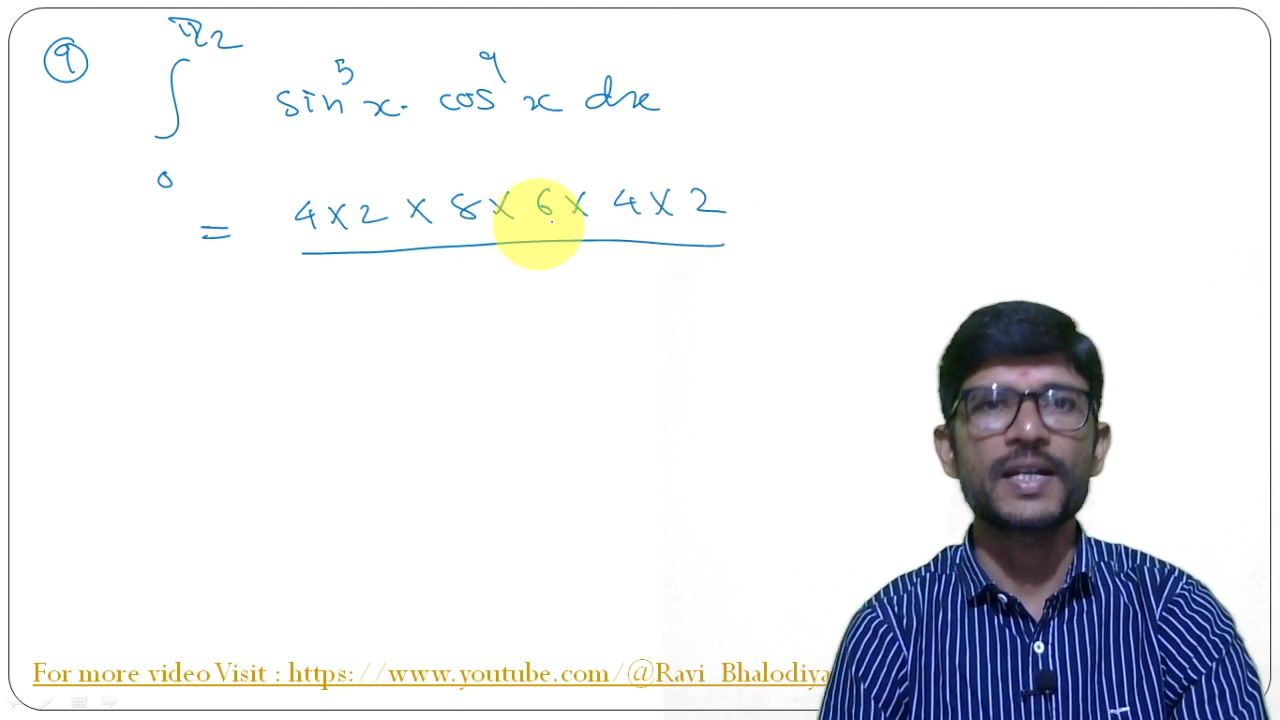 9
∫ π/2 0 sin⁵x. cos⁹x dx
= 4 × 2 × 8 × 6 × 4 × 2
For more video Visit : https://www.youtube.com/@Ravi_Bhalodiya